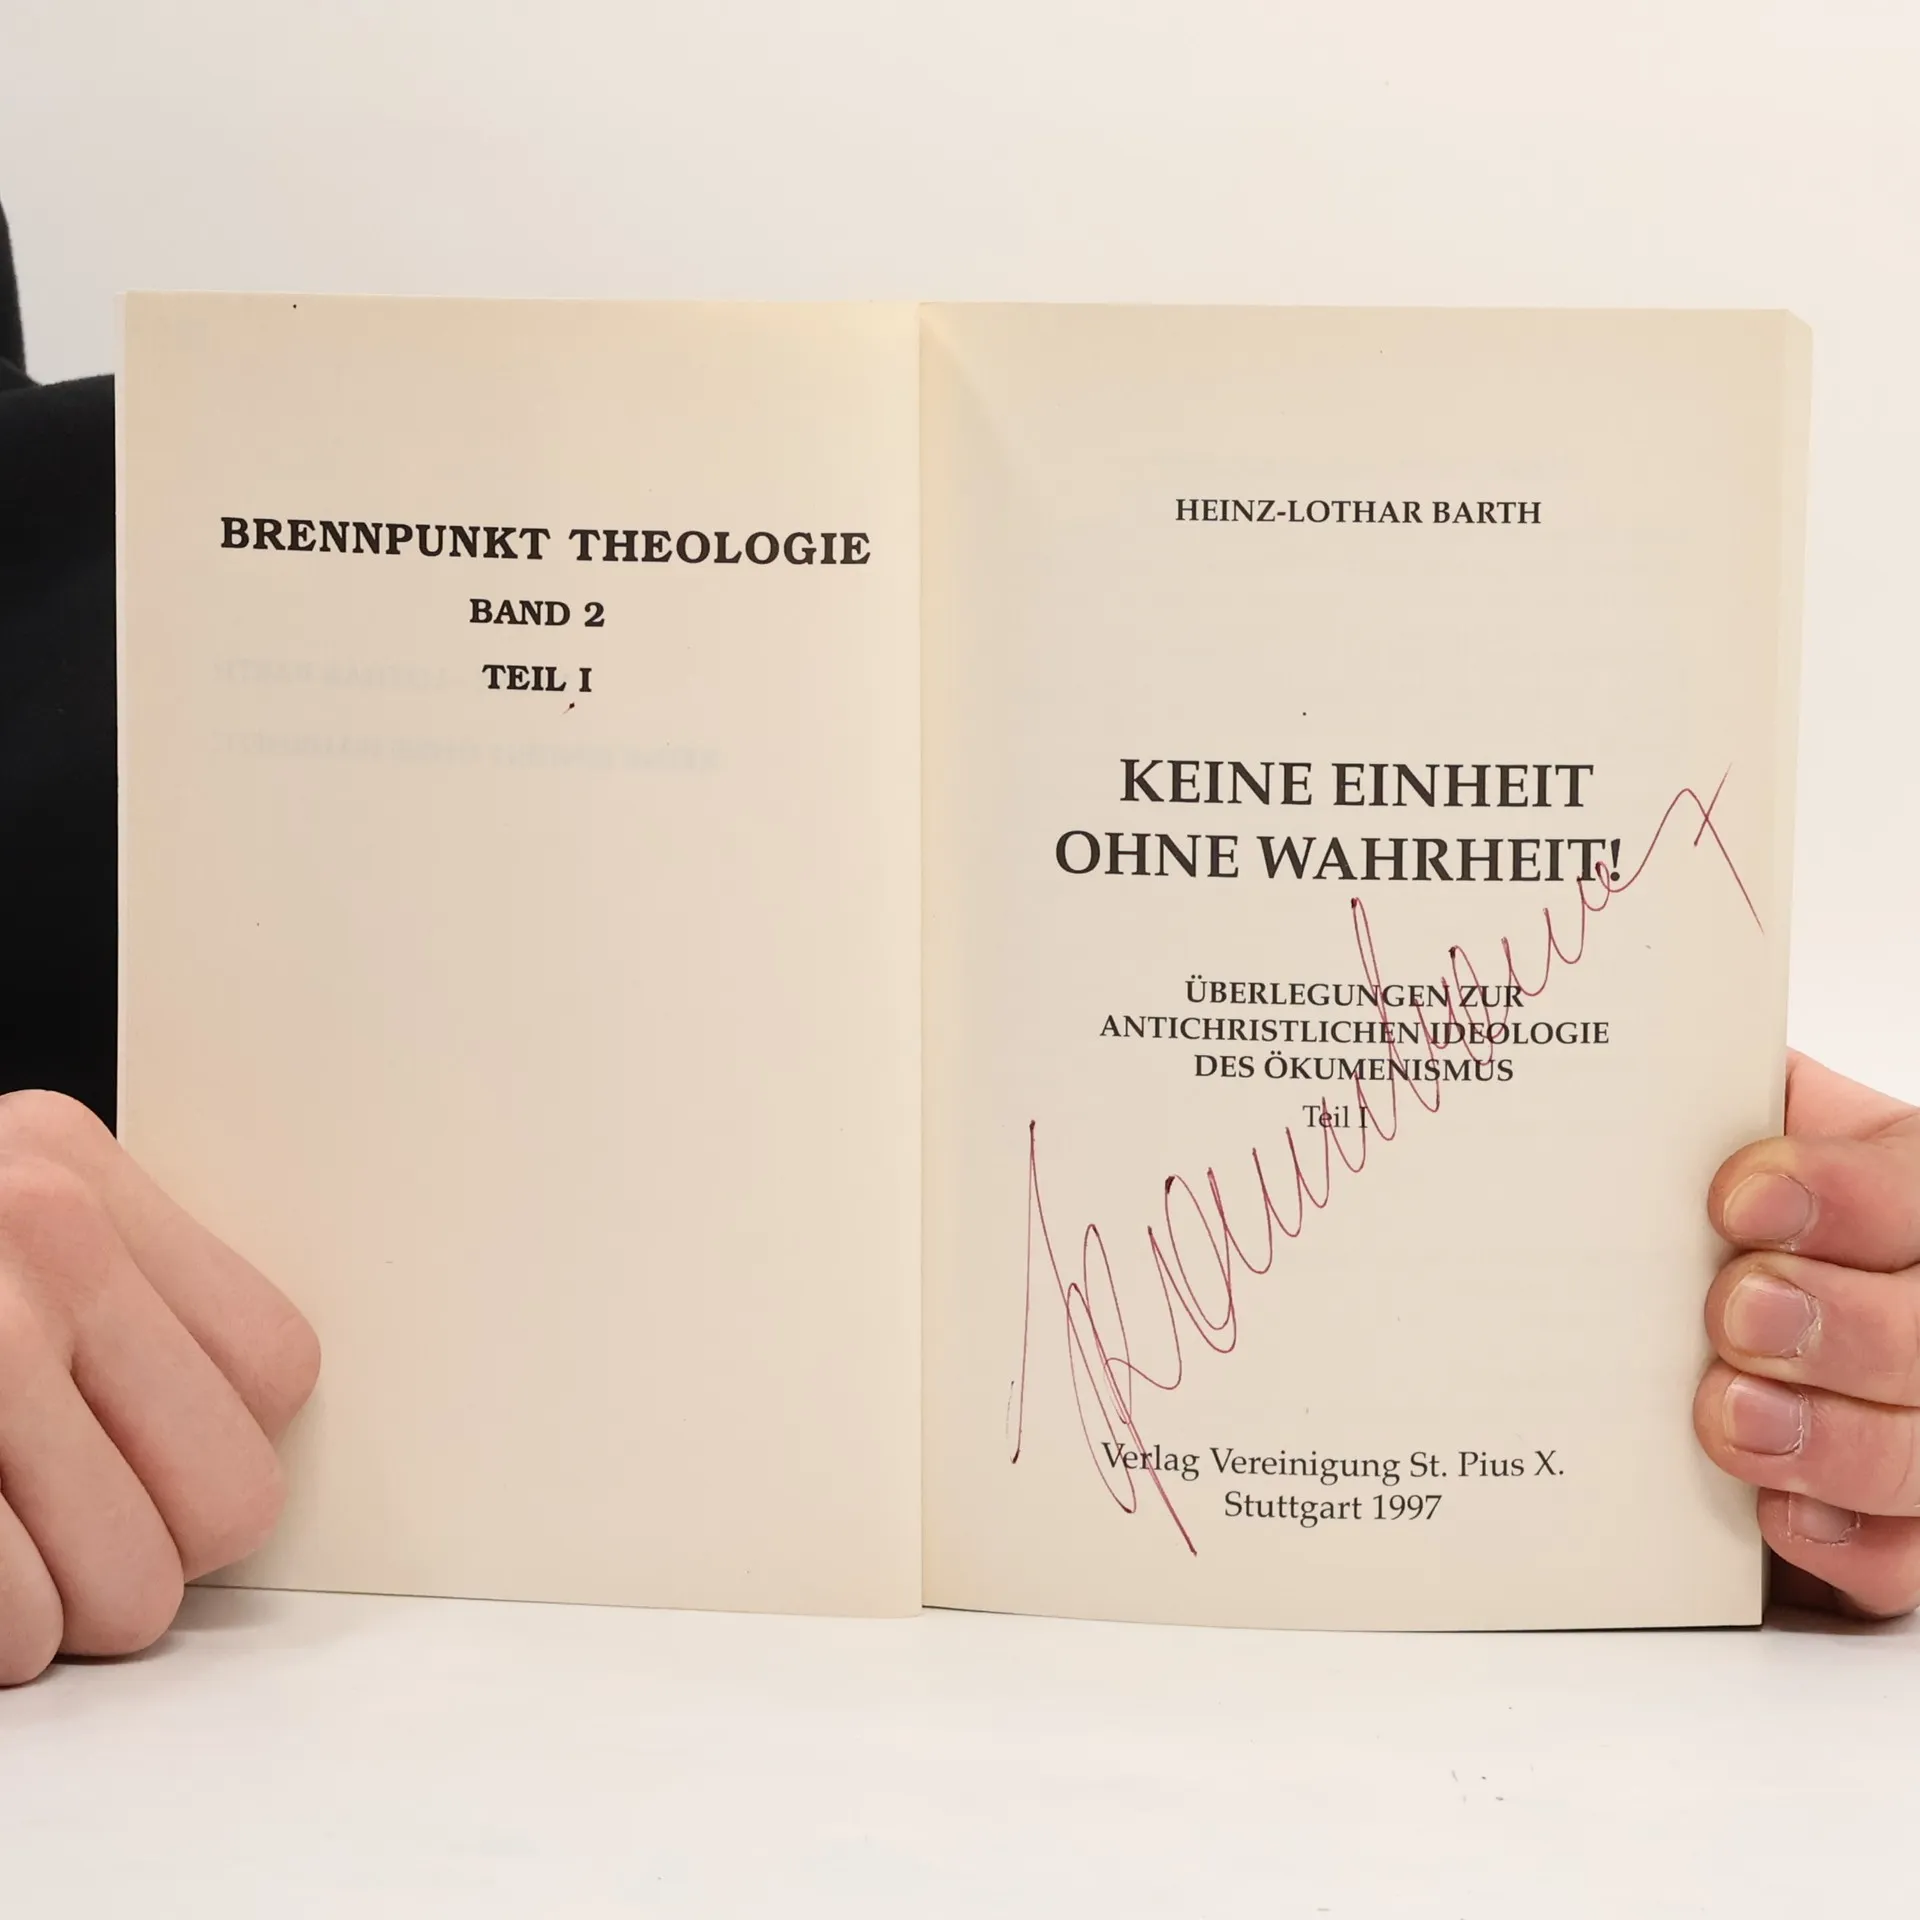 BRENNPUNKT THEOLOGIE
BAND 2
TEIL I
HEINZ-LOTHAR BARTH
KEINE EINHEIT
OHNE WAHRHEIT!
ÜBERLEGUNGEN ZUR
ANTICHRISTLICHEN IDEOLOGIE
DES ÖKUMENISMUS
Teil I
Verlag Vereinigung St. Pius X.
Stuttgart 1997